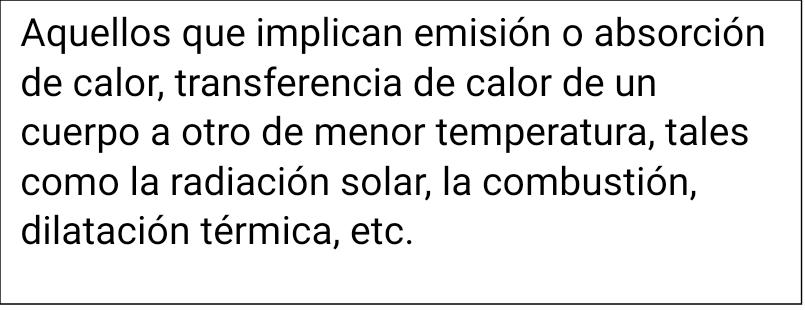 Aquellos que implican emisión o absorción
de calor, transferencia de calor de un
cuerpo a otro de menor temperatura, tales
como la radiación solar, la combustión,
dilatación térmica, etc.